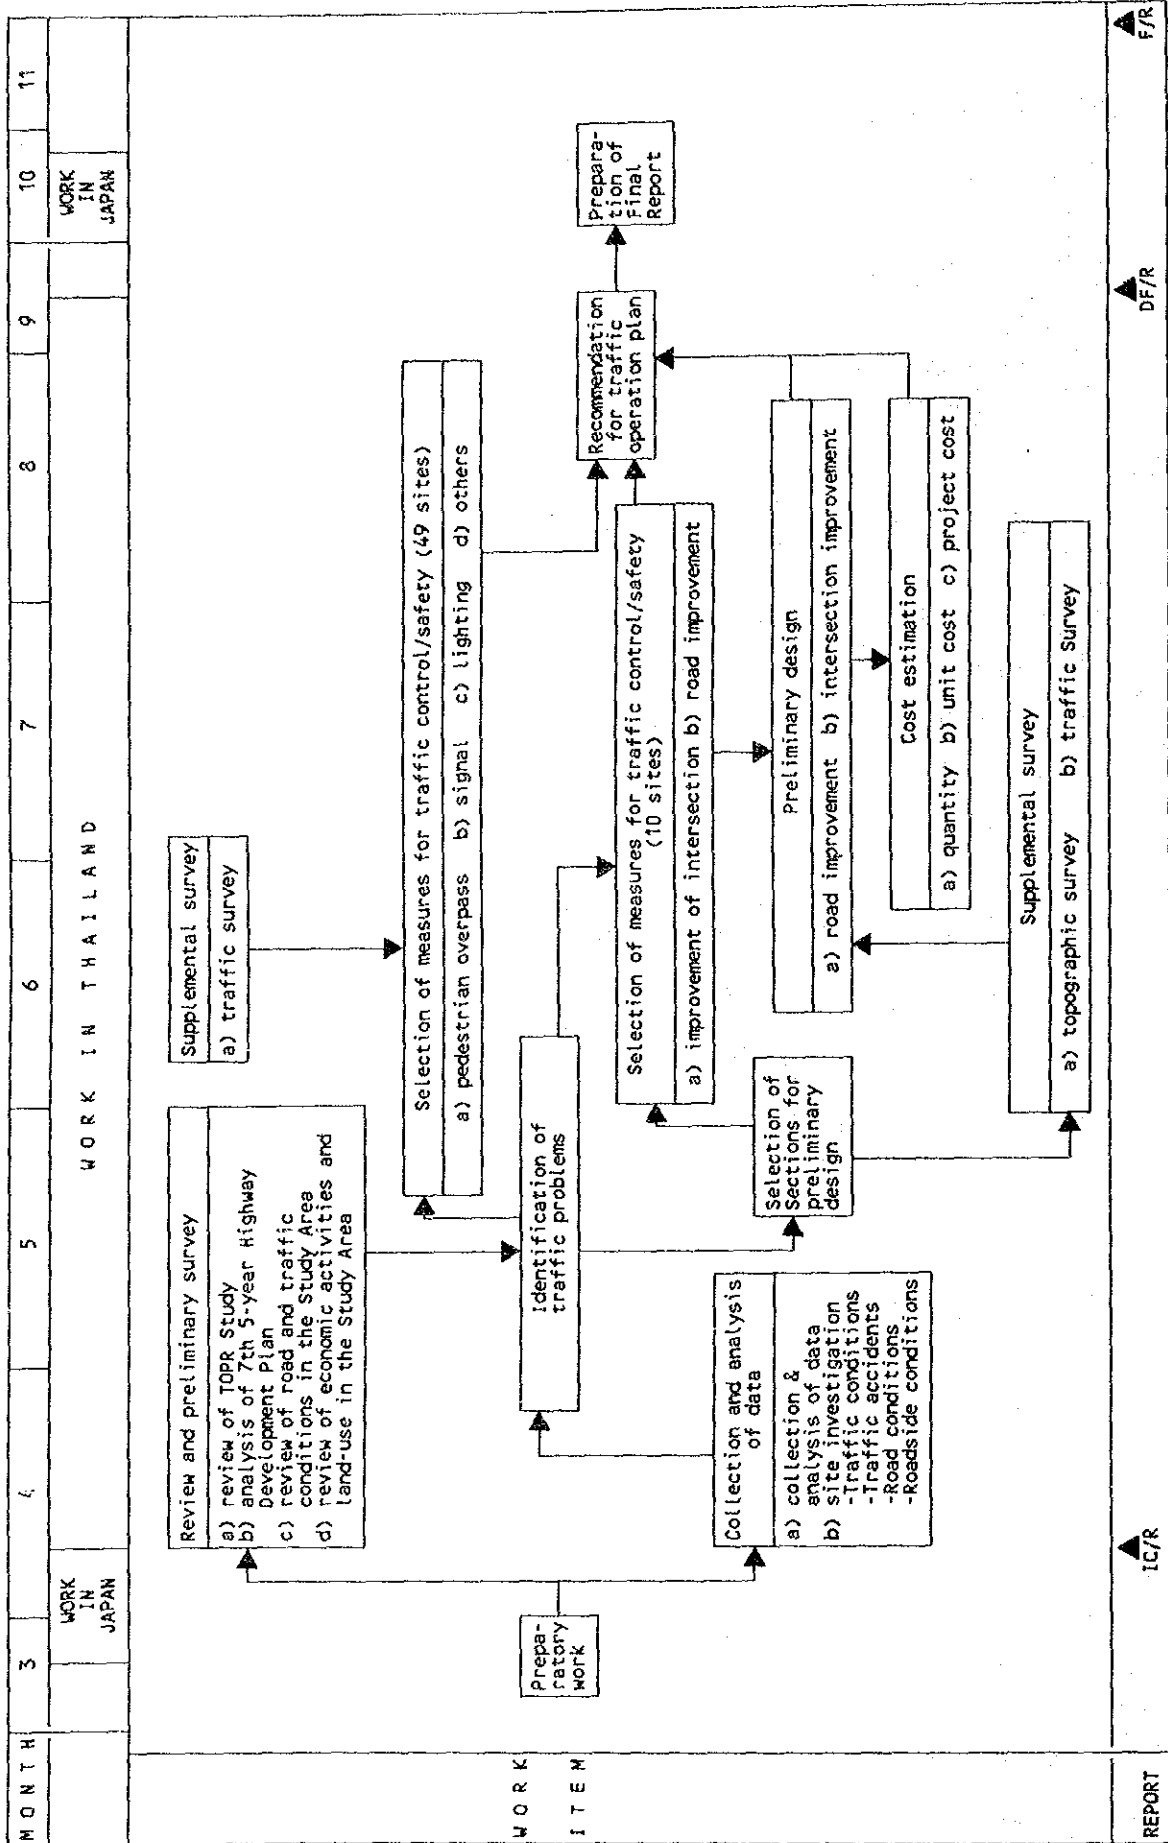 MONTH 3 4 5 6 7 8 9 10 11
WORK
IN
JAPAN
WORK IN THAILAND
WORK
IN
JAPAN
WORK
ITEM
Prepa-
ratory
work
Review and preliminary survey
a) review of TOPR Study
b) analysis of 7th 5-year Highway
Development Plan
c) review of road and traffic
conditions in the Study Area
d) review of economic activities and
land-use in the Study Area
Supplemental survey
a) traffic survey
Selection of measures for traffic control/safety (49 sites)
a) pedestrian overpass b) signal c) lighting d) others
Identification of
traffic problems
Recommendation
for traffic
operation plan
Prepara-
tion of
Final
Report
Selection of measures for traffic control/safety
(10 sites)
a) improvement of intersection b) road improvement
Collection and analysis
of data
a) collection &
analysis of data
b) site investigation
-Traffic conditions
-Traffic accidents
-Road conditions
-Roadside conditions
Selection of
Sections for
preliminary
design
Preliminary design
a) road improvement b) intersection improvement
Cost estimation
a) quantity b) unit cost c) project cost
Supplemental survey
a) topographic survey b) traffic Survey
REPORT
IC/R
DF/R
F/R